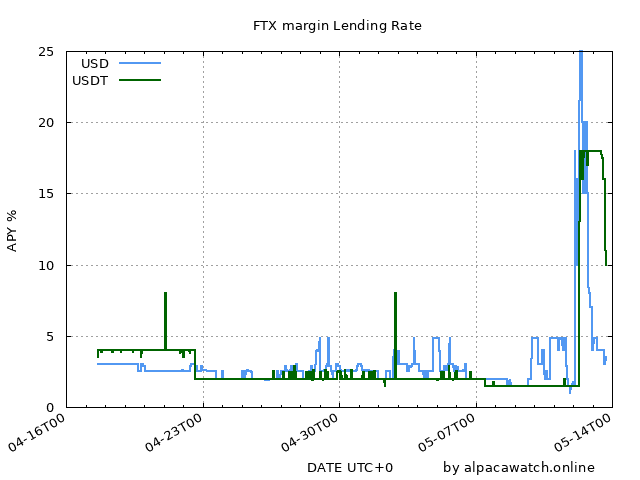 FTX margin Lending Rate
USD
USDT
25
20
15
10
5
0
APY %
04-16T00
04-23T00
04-30T00
05-07T00
05-14T00
DATE UTC+0
by alpacawatch.online